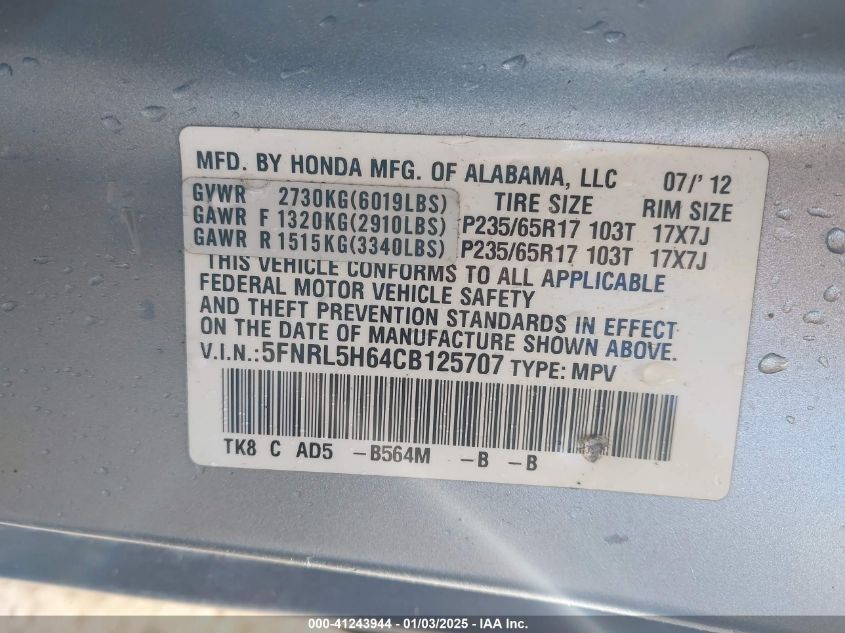 MFD. BY HONDA MFG. OF ALABAMA, LLC 07/' 12
GVWR 2730KG(6019LBS) TIRE SIZE RIM SIZE
GAWR F 1320KG(2910LBS) P235/65R17 103T 17X7J
GAWR R 1515KG(3340LBS) P235/65R17 103T 17X7J
THIS VEHICLE CONFORMS TO ALL APPLICABLE
FEDERAL MOTOR VEHICLE SAFETY
AND THEFT PREVENTION STANDARDS IN EFFECT
ON THE DATE OF MANUFACTURE SHOWN ABOVE.
V.I.N.: 5FNRL5H64CB125707 TYPE: MPV
TK8 C AD5 -B564M -B -B
000-41243944 - 01/03/2025 - IAA Inc.